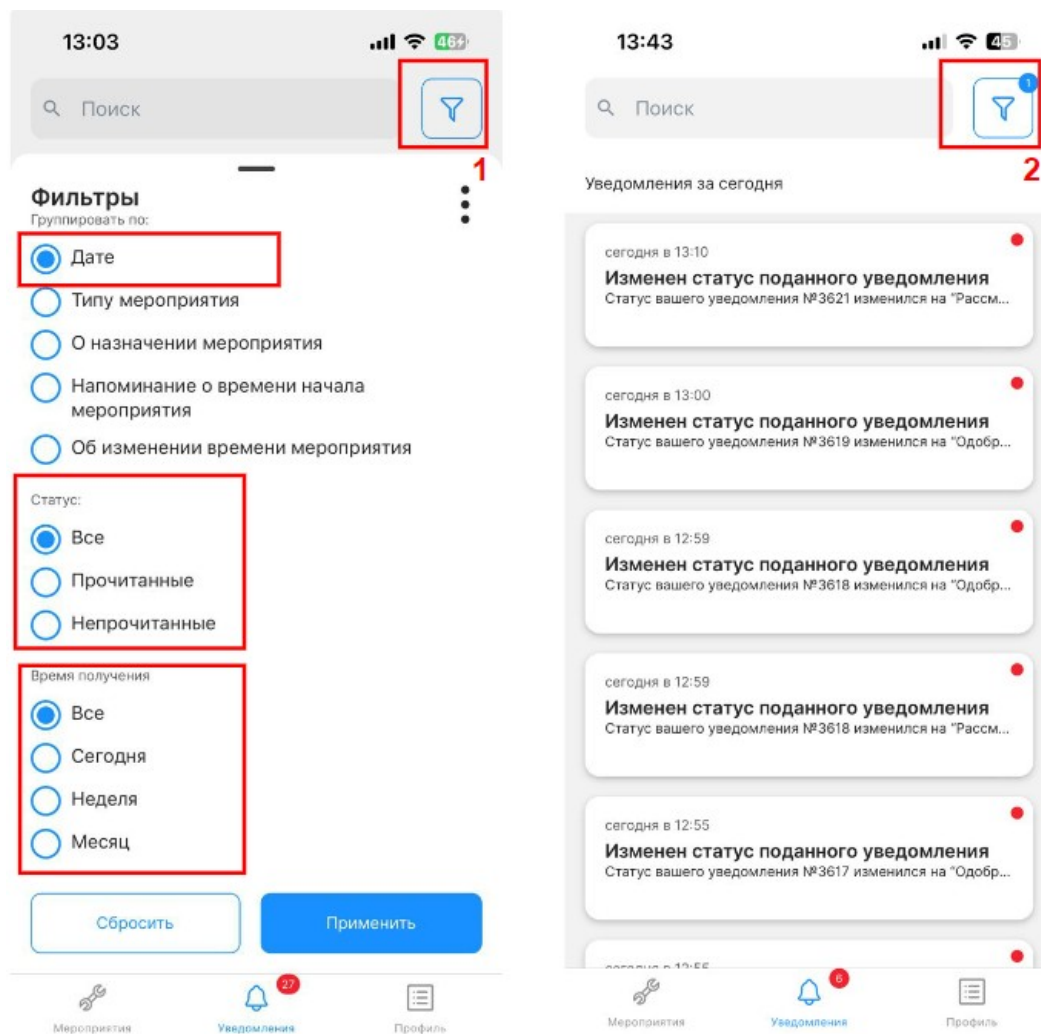 13:03
46
Поиск
1
Фильтры
Группировать по:
Дате
Типу мероприятия
О назначении мероприятия
Напоминание о времени начала
мероприятия
Об изменении времени мероприятия
Статус:
Все
Прочитанные
Непрочитанные
Время получения
Все
Сегодня
Неделя
Месяц
Сбросить
Применить
27
Мероприятия
Уведомления
Профиль
13:43
45
Поиск
1
2
Уведомления за сегодня
сегодня в 13:10
Изменен статус поданного уведомления
Статус вашего уведомления №3621 изменился на "Рассм...
сегодня в 13:00
Изменен статус поданного уведомления
Статус вашего уведомления №3619 изменился на "Одобр...
сегодня в 12:59
Изменен статус поданного уведомления
Статус вашего уведомления №3618 изменился на "Одобр...
сегодня в 12:59
Изменен статус поданного уведомления
Статус вашего уведомления №3618 изменился на "Рассм...
сегодня в 12:55
Изменен статус поданного уведомления
Статус вашего уведомления №3617 изменился на "Одобр...
сегодня в 12:55
6
Мероприятия
Уведомления
Профиль